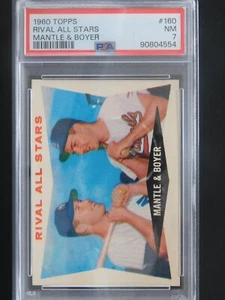 1960 TOPPS #160
RIVAL ALL STARS NM
MANTLE & BOYER 7
PSA 90804554
RIVAL ALL STARS
MANTLE & BOYER